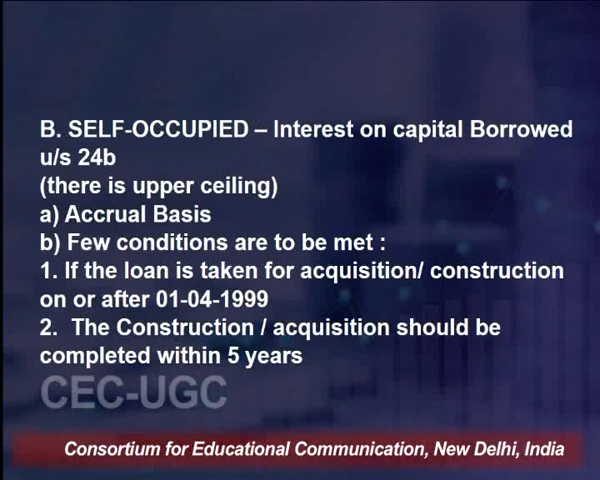 B. SELF-OCCUPIED – Interest on capital Borrowed
u/s 24b
(there is upper ceiling)
a) Accrual Basis
b) Few conditions are to be met :
1. If the loan is taken for acquisition/ construction
on or after 01-04-1999
2.  The Construction / acquisition should be
completed within 5 years
CEC-UGC
Consortium for Educational Communication, New Delhi, India